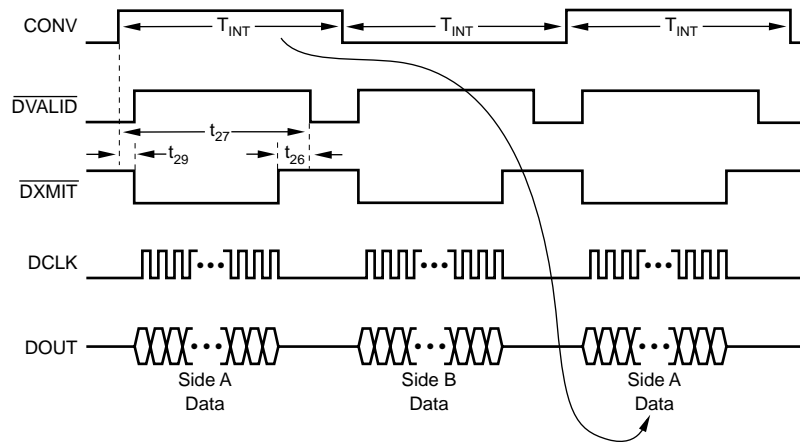 CONV
T_INT T_INT T_INT
DVALID
t_27
t_29 t_26
DXMIT
DCLK
DOUT
Side A Data
Side B Data
Side A Data